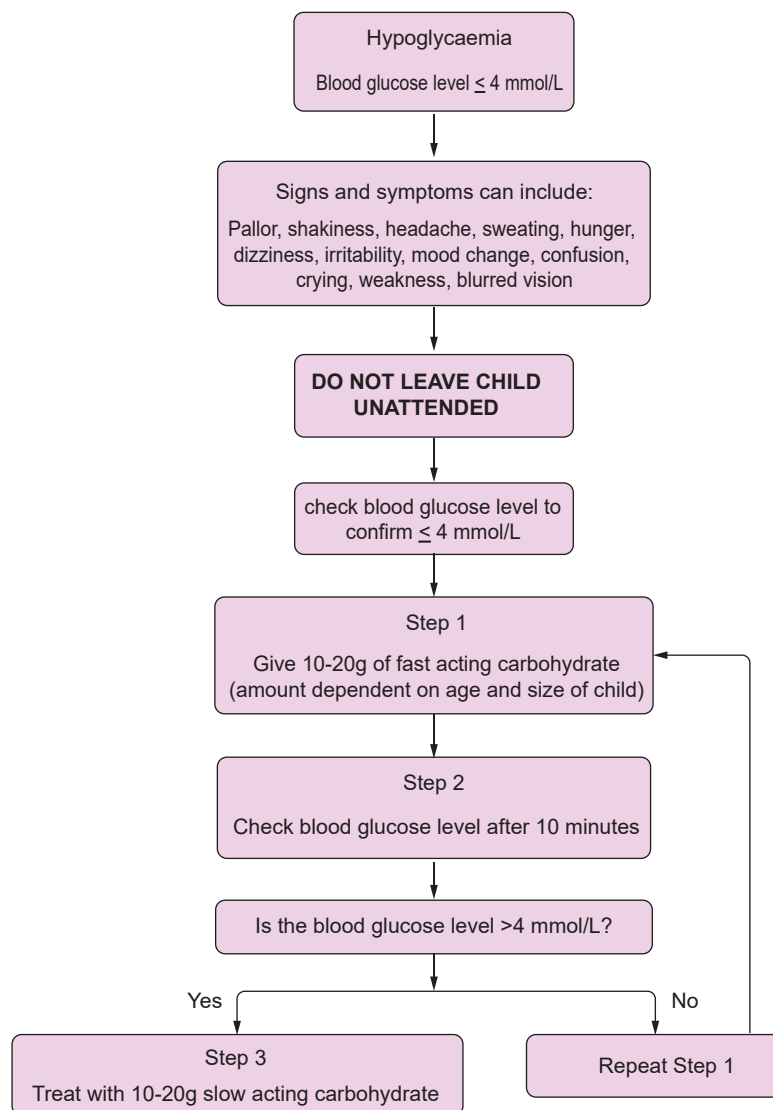 Hypoglycaemia
Blood glucose level ≤ 4 mmol/L
Signs and symptoms can include:
Pallor, shakiness, headache, sweating, hunger,
dizziness, irritability, mood change, confusion,
crying, weakness, blurred vision
DO NOT LEAVE CHILD
UNATTENDED
check blood glucose level to
confirm ≤ 4 mmol/L
Step 1
Give 10-20g of fast acting carbohydrate
(amount dependent on age and size of child)
Step 2
Check blood glucose level after 10 minutes
Is the blood glucose level >4 mmol/L?
Yes
No
Step 3
Treat with 10-20g slow acting carbohydrate
Repeat Step 1